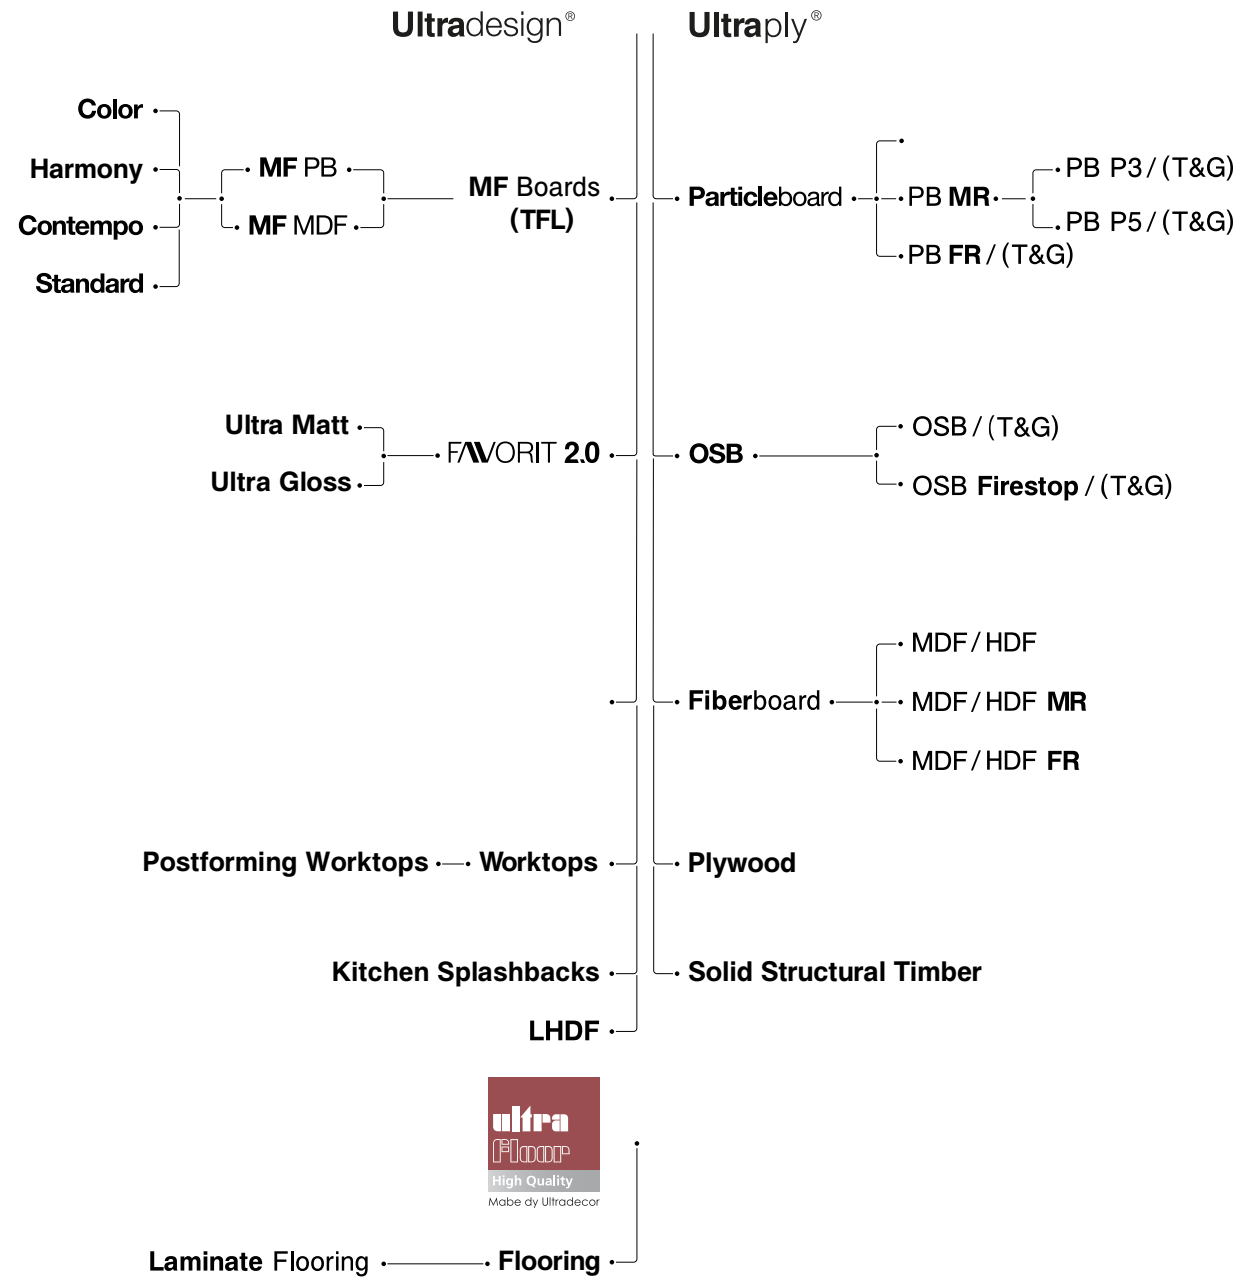 Ultradesign®
Ultraply®
Color
Harmony
Contempo
Standard
MF PB
MF MDF
MF Boards
(TFL)
Particleboard
PB MR
PB FR / (T&G)
PB P3 / (T&G)
PB P5 / (T&G)
Ultra Matt
Ultra Gloss
FAVORIT 2.0
OSB
OSB / (T&G)
OSB Firestop / (T&G)
Fiberboard
MDF / HDF
MDF / HDF MR
MDF / HDF FR
Postforming Worktops
Worktops
Plywood
Kitchen Splashbacks
Solid Structural Timber
LHDF
ultra
floor
High Quality
Mabe dy Ultradecor
Laminate Flooring
Flooring